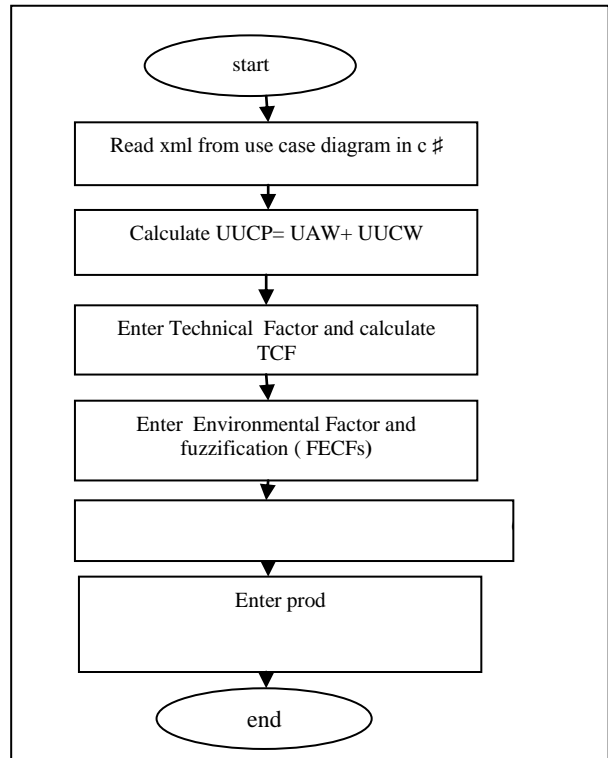 start
Read xml from use case diagram in c ♯
Calculate UUCP= UAW+ UUCW
Enter Technical Factor and calculate
TCF
Enter Environmental Factor and
fuzzification ( FECFs)
Enter prod
end